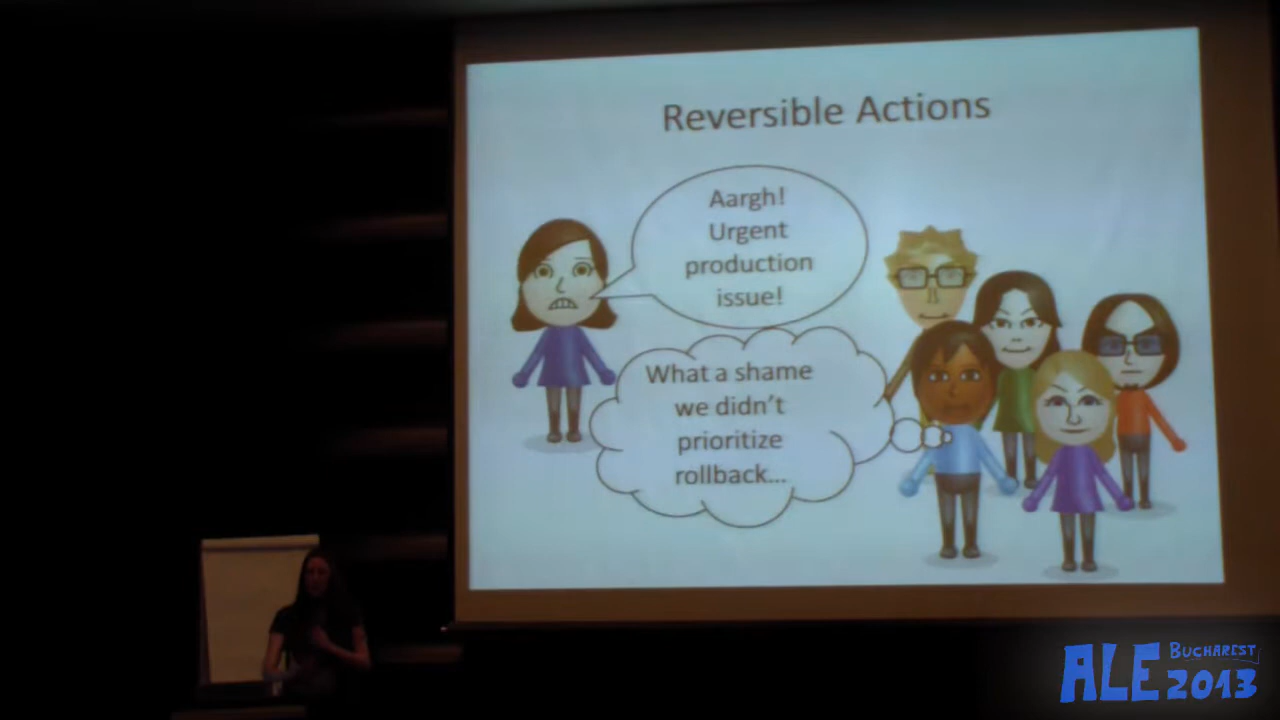 Reversible Actions
Aargh!
Urgent
production
issue!
What a shame
we didn't
prioritize
rollback...
ALE BUCHAREST
2013